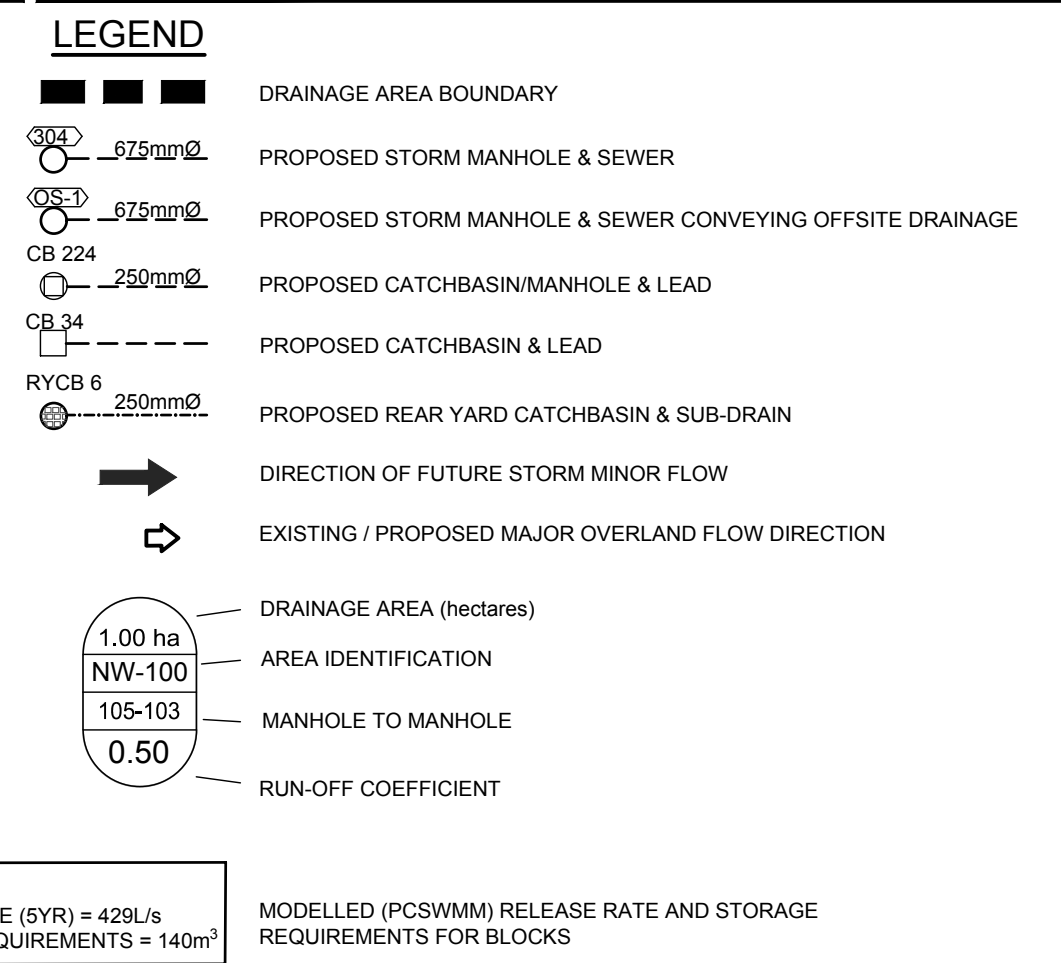 LEGEND
DRAINAGE AREA BOUNDARY
304
675mmØ
PROPOSED STORM MANHOLE & SEWER
OS-1
675mmØ
PROPOSED STORM MANHOLE & SEWER CONVEYING OFFSITE DRAINAGE
CB 224
250mmØ
PROPOSED CATCHBASIN/MANHOLE & LEAD
CB 34
PROPOSED CATCHBASIN & LEAD
RYCB 6
250mmØ
PROPOSED REAR YARD CATCHBASIN & SUB-DRAIN
DIRECTION OF FUTURE STORM MINOR FLOW
EXISTING / PROPOSED MAJOR OVERLAND FLOW DIRECTION
1.00 ha
DRAINAGE AREA (hectares)
NW-100
AREA IDENTIFICATION
105-103
MANHOLE TO MANHOLE
0.50
RUN-OFF COEFFICIENT
E (5YR) = 429L/s
QUIREMENTS = 140m³
MODELLED (PCSWMM) RELEASE RATE AND STORAGE
REQUIREMENTS FOR BLOCKS